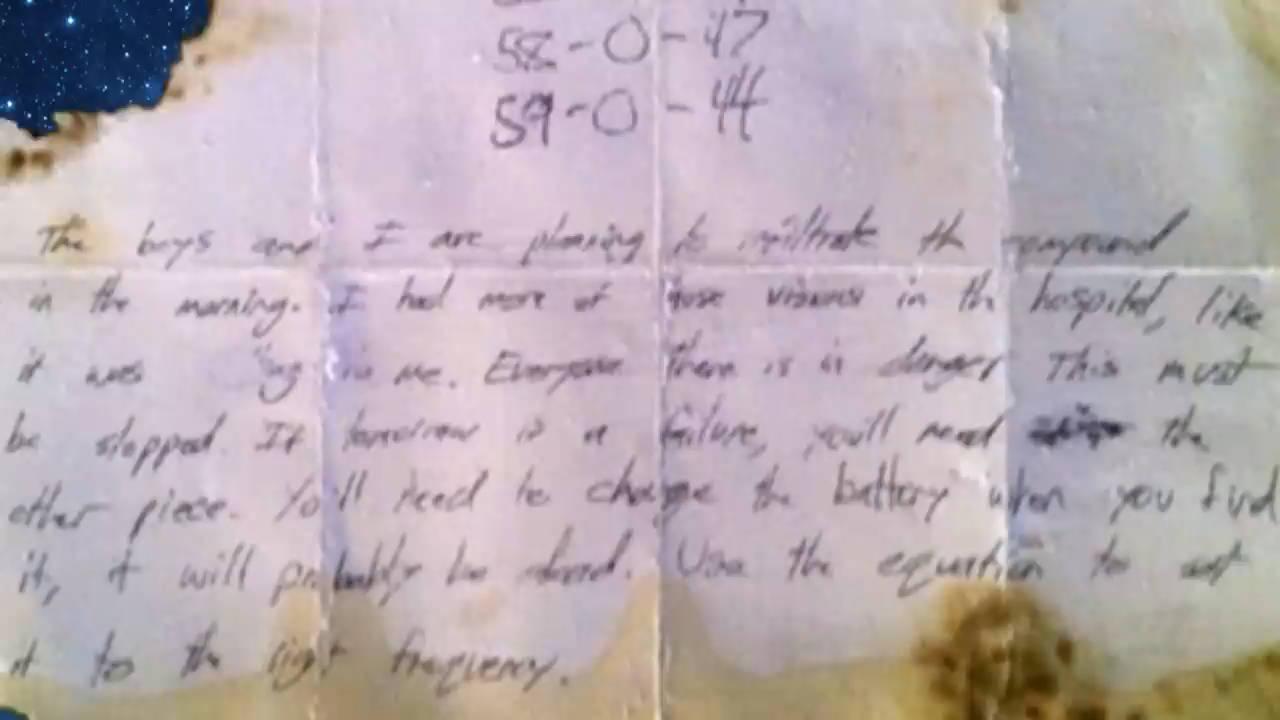 58-0-47
59-0-44
The boys and I are planning to infiltrate the compound
in the morning. I had more of those visions in the hospital, like
it was to me. Everyone there is in danger This must
be stopped. If tomorrow is a failure, you'll need the
other piece. You'll need to change the battery when you find
it, it will probably be dead. Use the equation to set
it to the right frequency.